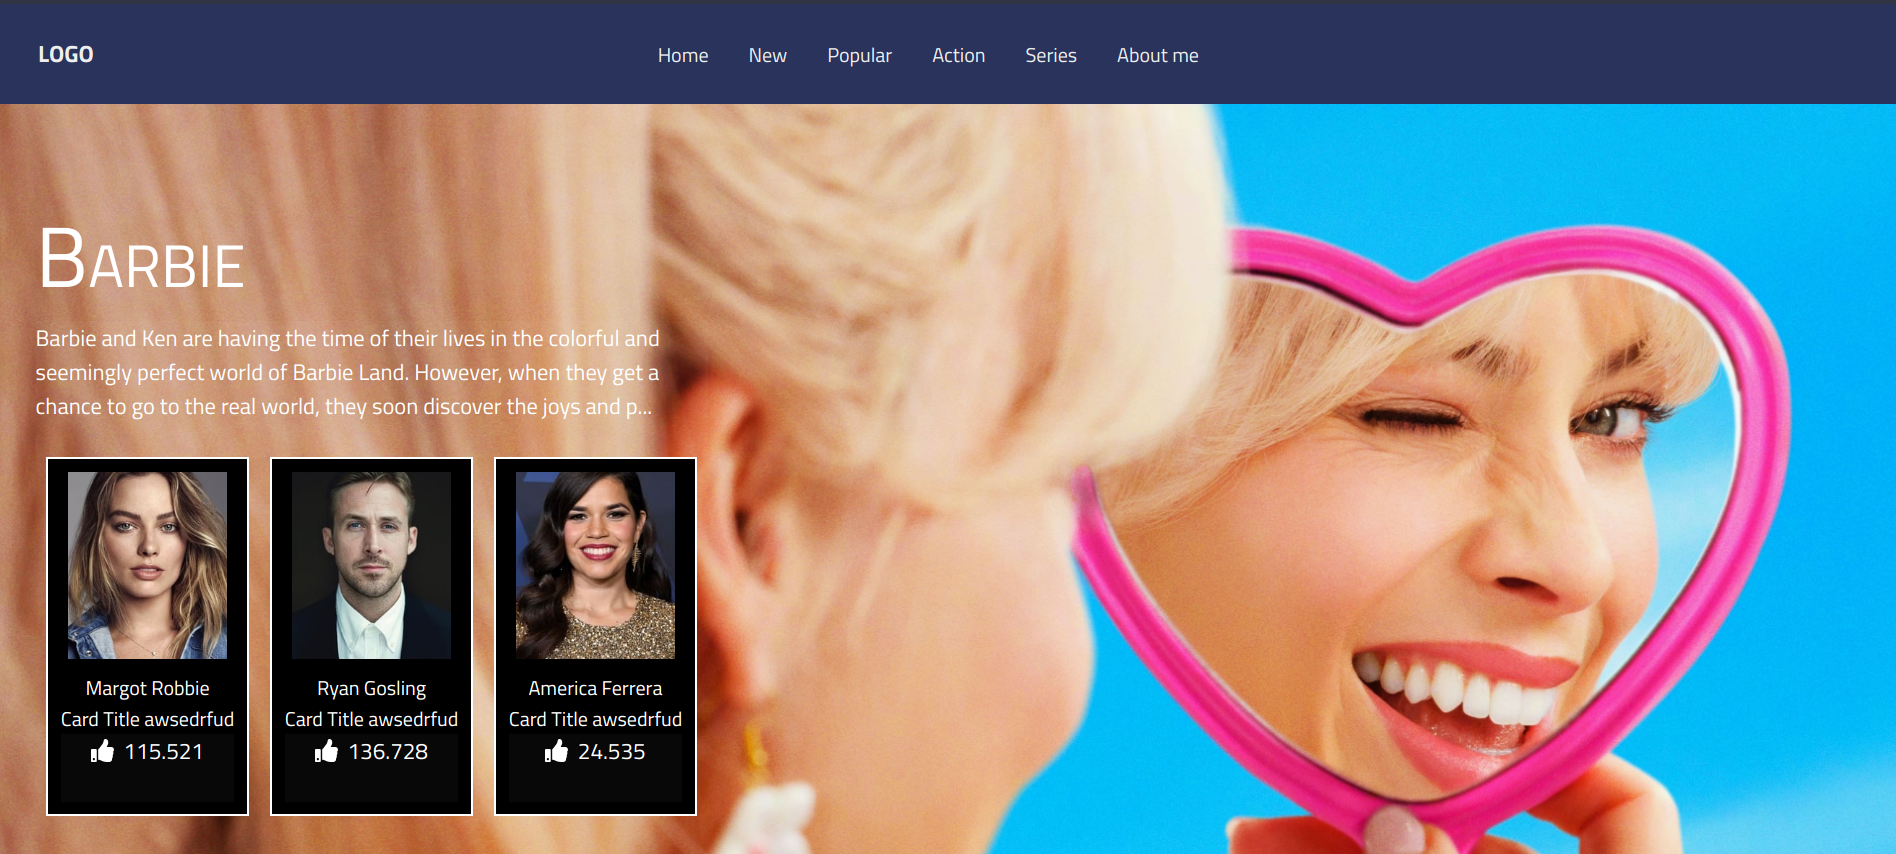 LOGO
Home New Popular Action Series About me
Barbie
Barbie and Ken are having the time of their lives in the colorful and
seemingly perfect world of Barbie Land. However, when they get a
chance to go to the real world, they soon discover the joys and p...
Margot Robbie
Card Title awsedrfud
115.521
Ryan Gosling
Card Title awsedrfud
136.728
America Ferrera
Card Title awsedrfud
24.535